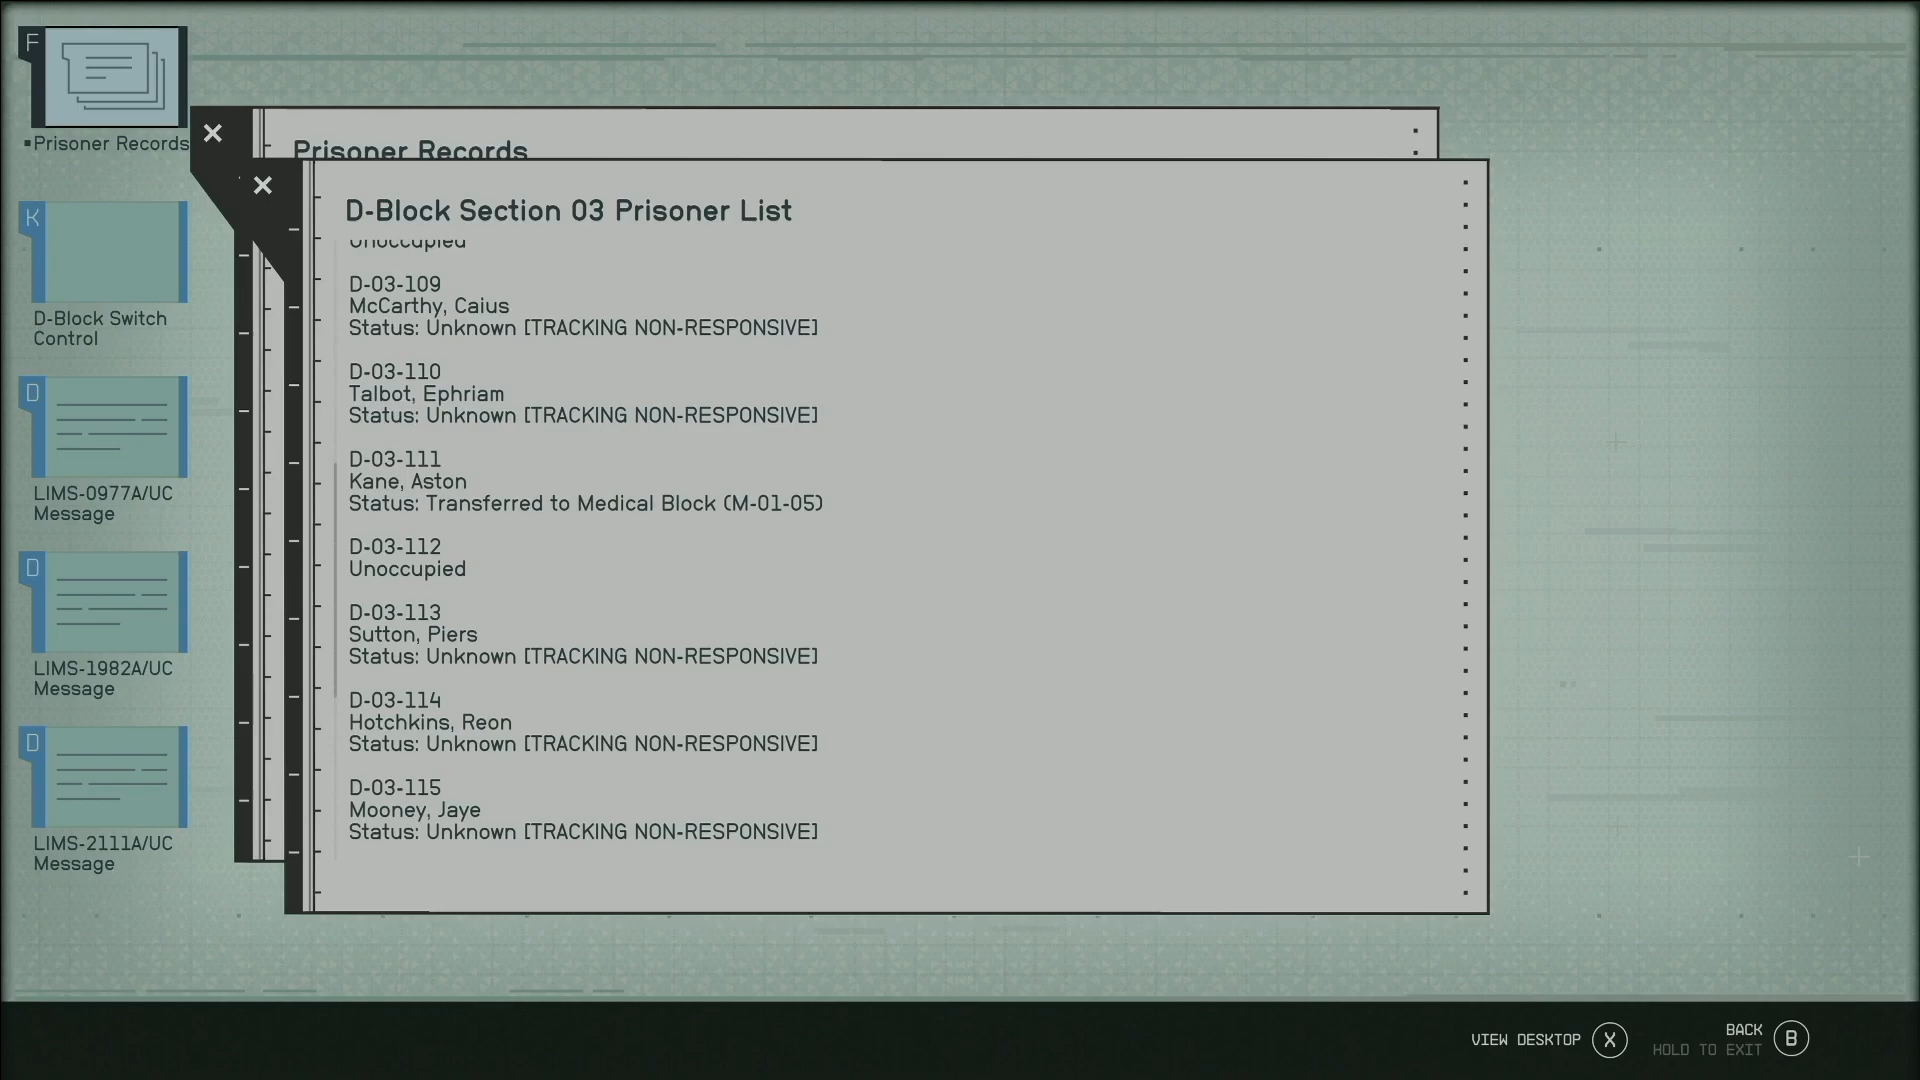 F
Prisoner Records
K
D-Block Switch
Control
D
LIMS-0977A/UC
Message
D
LIMS-1982A/UC
Message
D
LIMS-2111A/UC
Message
Prisoner Records
D-Block Section 03 Prisoner List
Unoccupied
D-03-109
McCarthy, Caius
Status: Unknown [TRACKING NON-RESPONSIVE]
D-03-110
Talbot, Ephriam
Status: Unknown [TRACKING NON-RESPONSIVE]
D-03-111
Kane, Aston
Status: Transferred to Medical Block (M-01-05)
D-03-112
Unoccupied
D-03-113
Sutton, Piers
Status: Unknown [TRACKING NON-RESPONSIVE]
D-03-114
Hotchkins, Reon
Status: Unknown [TRACKING NON-RESPONSIVE]
D-03-115
Mooney, Jaye
Status: Unknown [TRACKING NON-RESPONSIVE]
VIEW DESKTOP X
BACK B
HOLD TO EXIT